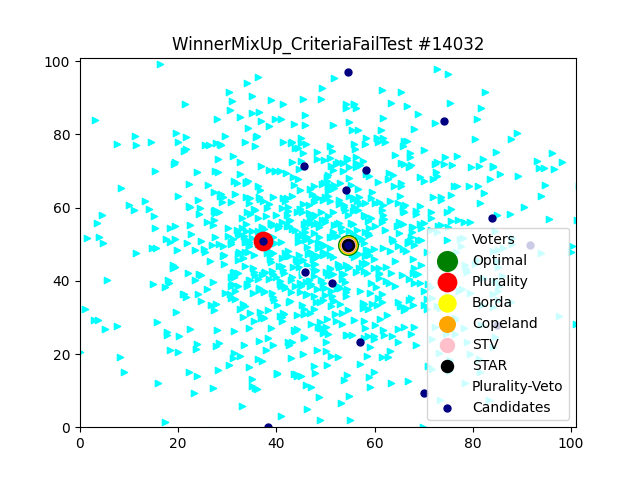 WinnerMixUp_CriteriaFailTest #14032
100
80
60
40
20
0
0 20 40 60 80 100
Voters
Optimal
Plurality
Borda
Copeland
STV
STAR
Plurality-Veto
Candidates